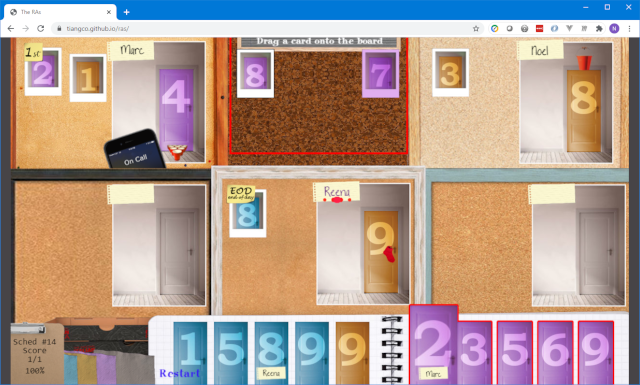 The RAs
tiangco.github.io/ras/
N
Drag a card onto the board
1st
Marc
2
1
4
On Call
8
7
Noel
3
8
EOD
end of day
8
Reena
9
Sched #14
Score
1/1
100%
Restart
1
5
8
Reena
9
9
2
Marc
3
5
6
9